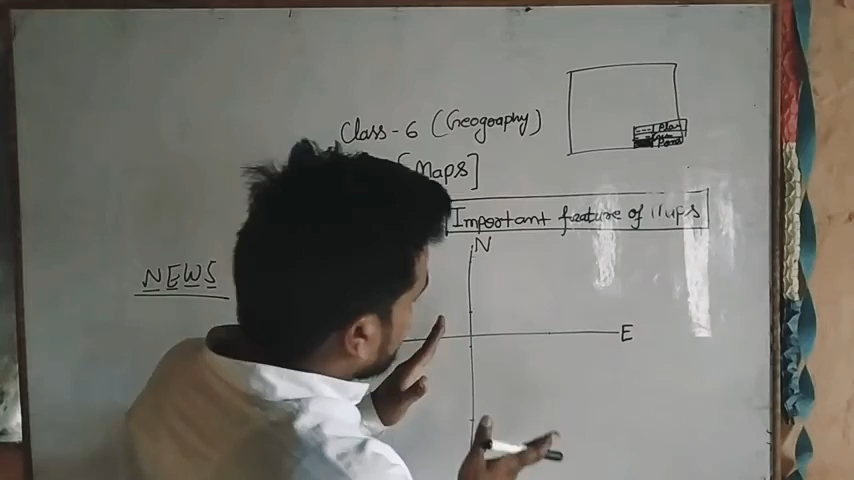 Class-6 (Geography)
[Maps]
Important feature of Maps
N
NEWS
E